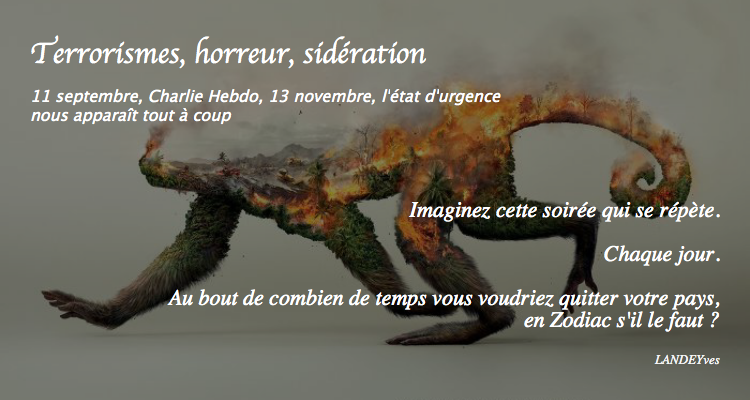 Terrorismes, horreur, sidération
11 septembre, Charlie Hebdo, 13 novembre, l'état d'urgence
nous apparaît tout à coup
Imaginez cette soirée qui se répète.
Chaque jour.
Au bout de combien de temps vous voudriez quitter votre pays,
en Zodiac s'il le faut ?
LANDEYves